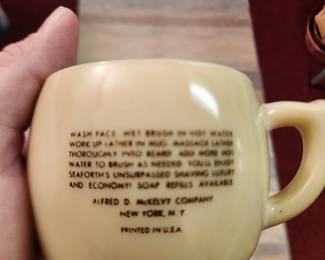 WASH FACE. WET BRUSH IN HOT WATER
WORK UP LATHER IN MUG. MASSAGE LATHER
THOROUGHLY INTO BEARD. ADD MORE HOT
WATER TO BRUSH AS NEEDED. YOU'LL ENJOY
SEAFORTH'S UNSURPASSED SHAVING LUXURY
AND ECONOMY! SOAP REFILLS AVAILABLE
ALFRED D. McKELVY COMPANY
NEW YORK, N. Y.
PRINTED IN U.S.A.